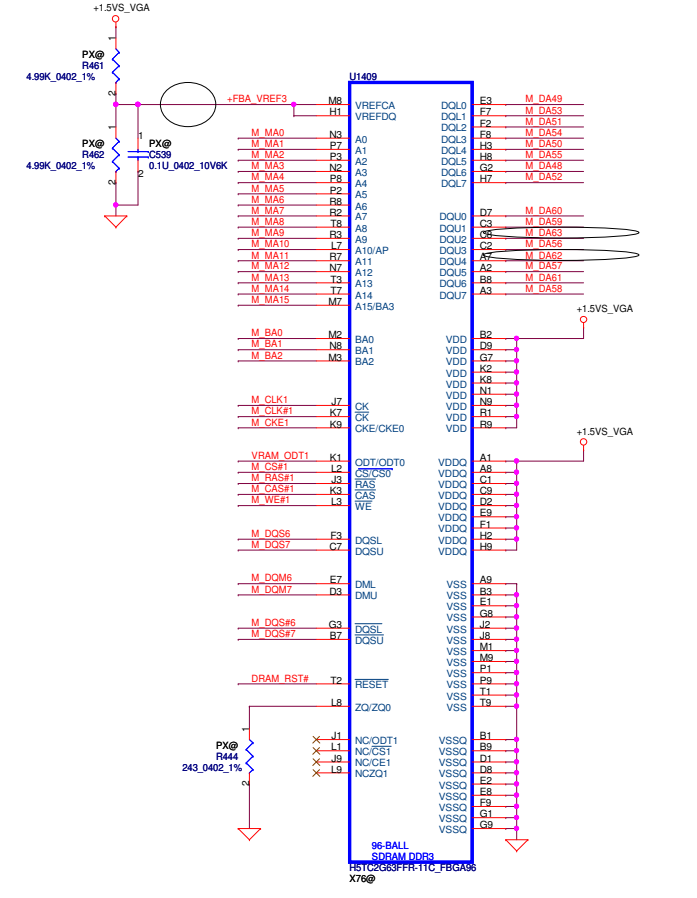 +1.5VS_VGA
1
PX@
R461
4.99K_0402_1%
2
+FBA_VREF3
1
PX@
R462
4.99K_0402_1%
2
1
PX@
C539
0.1U_0402_10V6K
2
U1409
M8 VREFCA
H1 VREFDQ
M_MA0 N3 A0
M_MA1 P7 A1
M_MA2 P3 A2
M_MA3 N2 A3
M_MA4 P8 A4
M_MA5 P2 A5
M_MA6 R8 A6
M_MA7 R2 A7
M_MA8 T8 A8
M_MA9 R3 A9
M_MA10 L7 A10/AP
M_MA11 R7 A11
M_MA12 N7 A12
M_MA13 T3 A13
M_MA14 T7 A14
M_MA15 M7 A15/BA3
M_BA0 M2 BA0
M_BA1 N8 BA1
M_BA2 M3 BA2
M_CLK1 J7 CK
M_CLK#1 K7 CK
M_CKE1 K9 CKE/CKE0
VRAM_ODT1 K1 ODT/ODT0
M_CS#1 L2 CS/CS0
M_RAS#1 J3 RAS
M_CAS#1 K3 CAS
M_WE#1 L3 WE
M_DQS6 F3 DQSL
M_DQS7 C7 DQSU
M_DQM6 E7 DML
M_DQM7 D3 DMU
M_DQS#6 G3 DQSL
M_DQS#7 B7 DQSU
DRAM_RST# T2 RESET
L8 ZQ/ZQ0
1
PX@
R444
243_0402_1%
2
J1 NC/ODT1
L1 NC/CS1
J9 NC/CE1
L9 NCZQ1
DQL0 E3 M_DA49
DQL1 F7 M_DA53
DQL2 F2 M_DA51
DQL3 F8 M_DA54
DQL4 H3 M_DA50
DQL5 H8 M_DA55
DQL6 G2 M_DA48
DQL7 H7 M_DA52
DQU0 D7 M_DA60
DQU1 C3 M_DA59
DQU2 C8 M_DA63
DQU3 C2 M_DA56
DQU4 A7 M_DA62
DQU5 A2 M_DA57
DQU6 B8 M_DA61
DQU7 A3 M_DA58
+1.5VS_VGA
VDD B2
VDD D9
VDD G7
VDD K2
VDD K8
VDD N1
VDD N9
VDD R1
VDD R9
+1.5VS_VGA
VDDQ A1
VDDQ A8
VDDQ C1
VDDQ C9
VDDQ D2
VDDQ E9
VDDQ F1
VDDQ H2
VDDQ H9
VSS A9
VSS B3
VSS E1
VSS G8
VSS J2
VSS J8
VSS M1
VSS M9
VSS P1
VSS P9
VSS T1
VSS T9
VSSQ B1
VSSQ B9
VSSQ D1
VSSQ D8
VSSQ E2
VSSQ E8
VSSQ F9
VSSQ G1
VSSQ G9
96-BALL
SDRAM DDR3
H5TC2G63FFR-11C_FBGA96
X76@